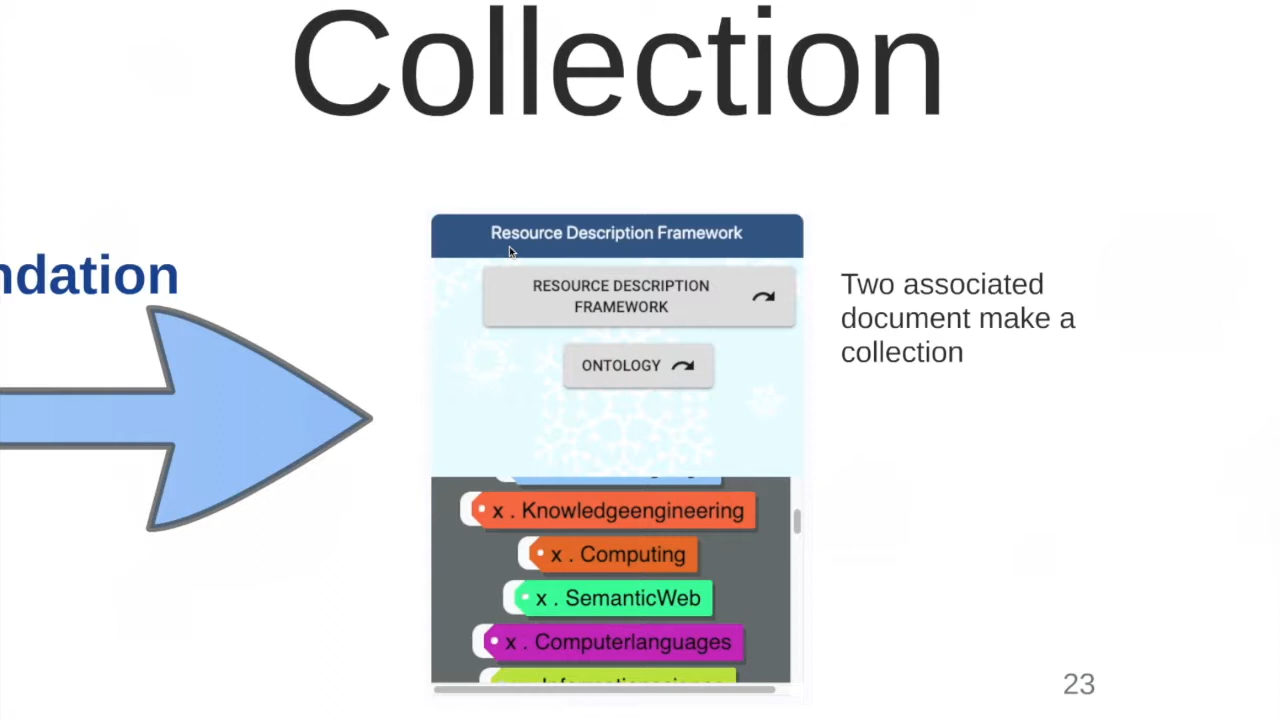 Collection
ndation
Resource Description Framework
RESOURCE DESCRIPTION
FRAMEWORK
ONTOLOGY
Two associated
document make a
collection
x . Knowledgeengineering
x . Computing
x . SemanticWeb
x . Computerlanguages
23